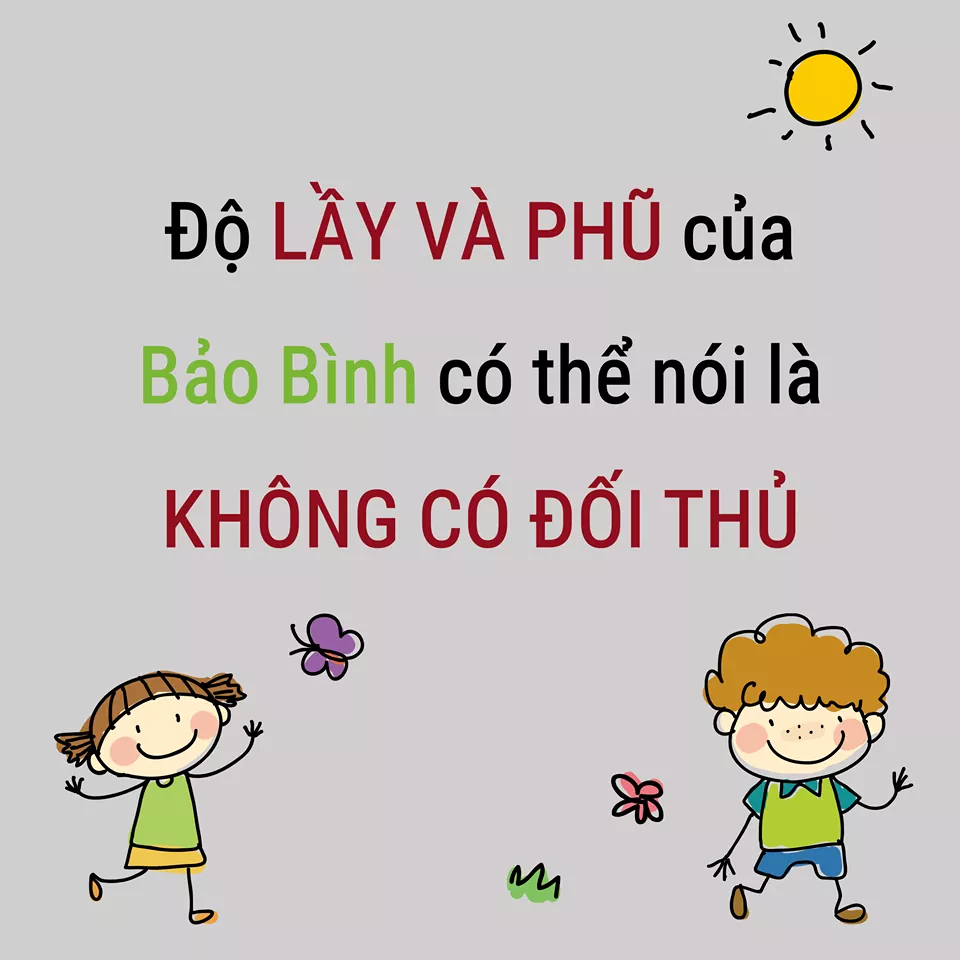 Độ LẦY VÀ PHŨ của
Bảo Bình có thể nói là
KHÔNG CÓ ĐỐI THỦ